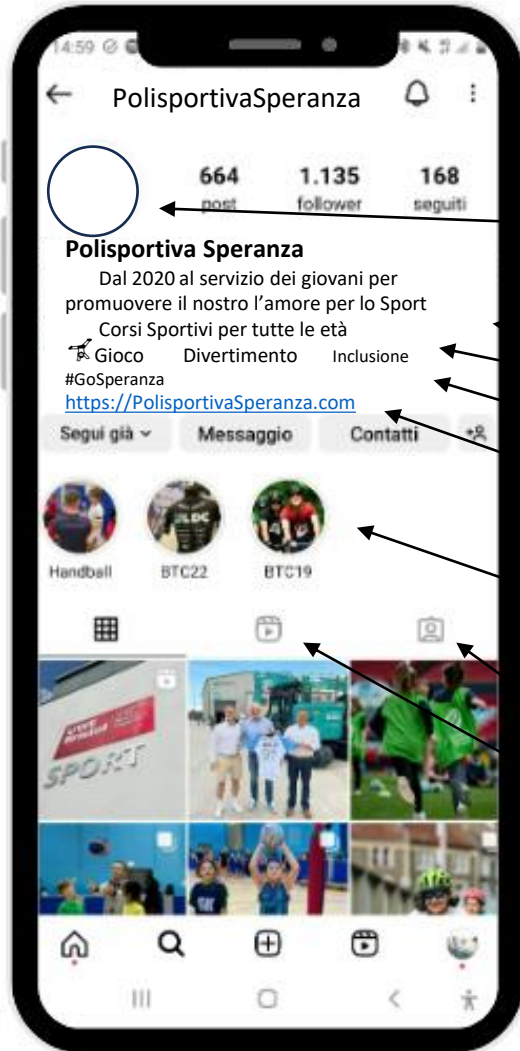 14:59
PolisportivaSperanza
664 1.135 168
post follower seguiti
Polisportiva Speranza
Dal 2020 al servizio dei giovani per
promuovere il nostro l’amore per lo Sport
Corsi Sportivi per tutte le età
Gioco Divertimento Inclusione
#GoSperanza
https://PolisportivaSperanza.com
Segui già Messaggio Contatti
LDC
Handball BTC22 BTC19
SPORT